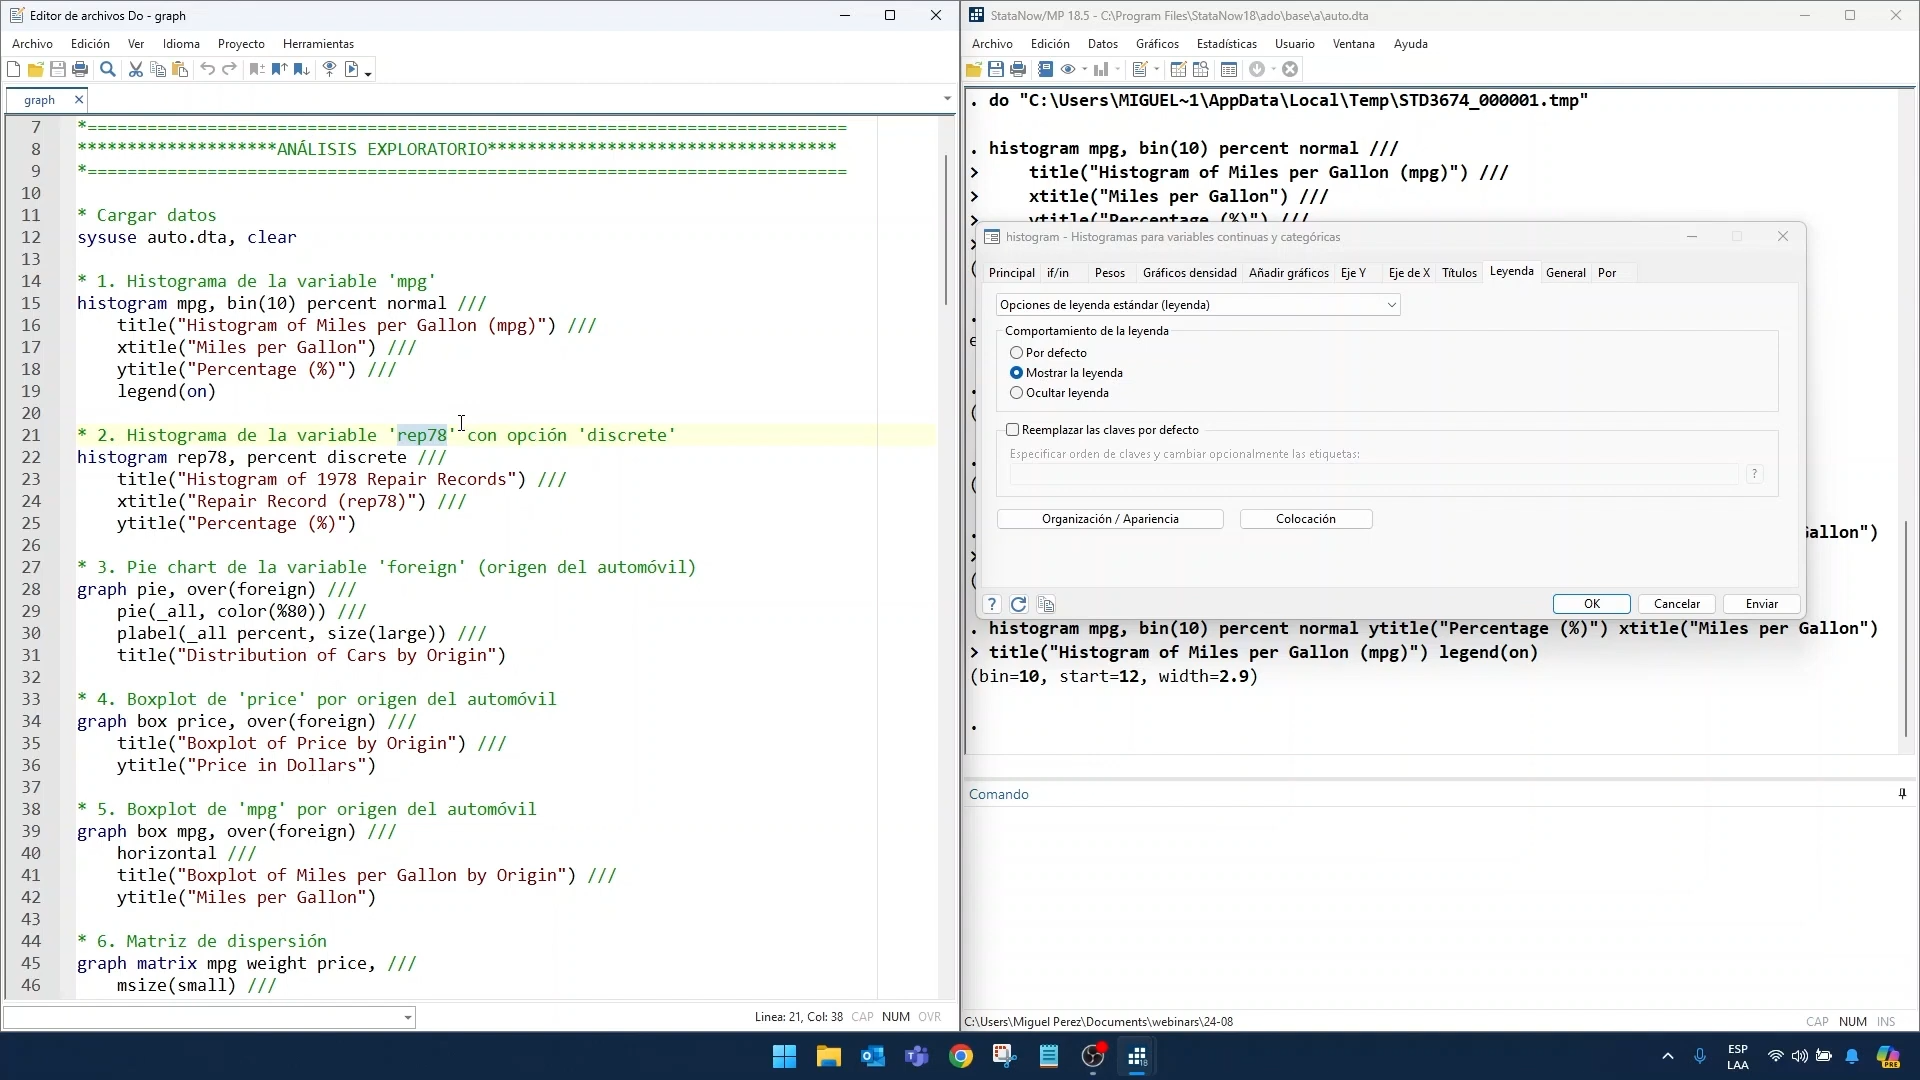 Editor de archivos Do - graph
Archivo Edición Ver Idioma Proyecto Herramientas
graph
7 *============================================================================
8 ********************ANÁLISIS EXPLORATORIO***********************************
9 *============================================================================
10
11 * Cargar datos
12 sysuse auto.dta, clear
13
14 * 1. Histograma de la variable 'mpg'
15 histogram mpg, bin(10) percent normal ///
16 title("Histogram of Miles per Gallon (mpg)") ///
17 xtitle("Miles per Gallon") ///
18 ytitle("Percentage (%)") ///
19 legend(on)
20
21 * 2. Histograma de la variable 'rep78' con opción 'discrete'
22 histogram rep78, percent discrete ///
23 title("Histogram of 1978 Repair Records") ///
24 xtitle("Repair Record (rep78)") ///
25 ytitle("Percentage (%)")
26
27 * 3. Pie chart de la variable 'foreign' (origen del automóvil)
28 graph pie, over(foreign) ///
29 pie(_all, color(%80)) ///
30 plabel(_all percent, size(large)) ///
31 title("Distribution of Cars by Origin")
32
33 * 4. Boxplot de 'price' por origen del automóvil
34 graph box price, over(foreign) ///
35 title("Boxplot of Price by Origin") ///
36 ytitle("Price in Dollars")
37
38 * 5. Boxplot de 'mpg' por origen del automóvil
39 graph box mpg, over(foreign) ///
40 horizontal ///
41 title("Boxplot of Miles per Gallon by Origin") ///
42 ytitle("Miles per Gallon")
43
44 * 6. Matriz de dispersión
45 graph matrix mpg weight price, ///
46 msize(small) ///
Linea: 21, Col: 38 CAP NUM OVR
StataNow/MP 18.5 - C:\Program Files\StataNow18\ado\base\a\auto.dta
Archivo Edición Datos Gráficos Estadísticas Usuario Ventana Ayuda
. do "C:\Users\MIGUEL~1\AppData\Local\Temp\STD3674_000001.tmp"
. histogram mpg, bin(10) percent normal ///
> title("Histogram of Miles per Gallon (mpg)") ///
> xtitle("Miles per Gallon") ///
> ytitle("Percentage (%)") ///
histogram - Histogramas para variables continuas y categóricas
Principal if/in Pesos Gráficos densidad Añadir gráficos Eje Y Eje de X Títulos Leyenda General Por
Opciones de leyenda estándar (leyenda)
Comportamiento de la leyenda
Por defecto
Mostrar la leyenda
Ocultar leyenda
Reemplazar las claves por defecto
Especificar orden de claves y cambiar opcionalmente las etiquetas:
?
Organización / Apariencia Colocación
allon")
? OK Cancelar Enviar
. histogram mpg, bin(10) percent normal ytitle("Percentage (%)") xtitle("Miles per Gallon")
> title("Histogram of Miles per Gallon (mpg)") legend(on)
(bin=10, start=12, width=2.9)
.
Comando
C:\Users\Miguel Perez\Documents\webinars\24-08 CAP NUM INS
ESP
LAA